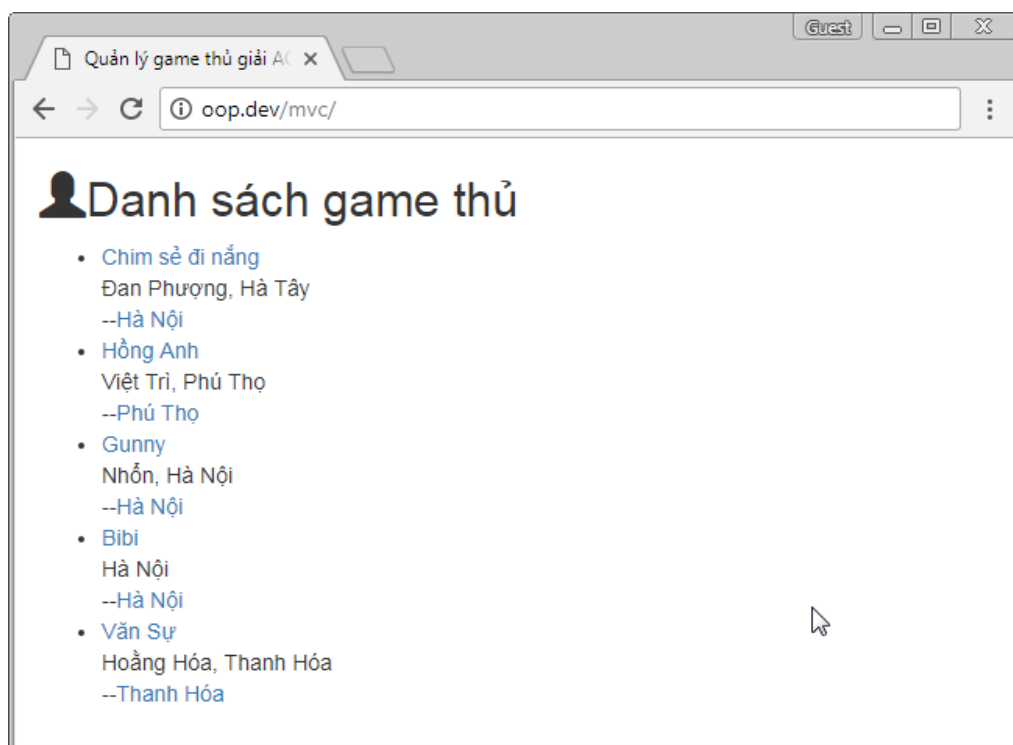 Guest
Quản lý game thủ giải A
oop.dev/mvc/
Danh sách game thủ
Chim sẻ đi nắng
Đan Phượng, Hà Tây
--Hà Nội
Hồng Anh
Việt Trì, Phú Thọ
--Phú Thọ
Gunny
Nhổn, Hà Nội
--Hà Nội
Bibi
Hà Nội
--Hà Nội
Văn Sự
Hoằng Hóa, Thanh Hóa
--Thanh Hóa